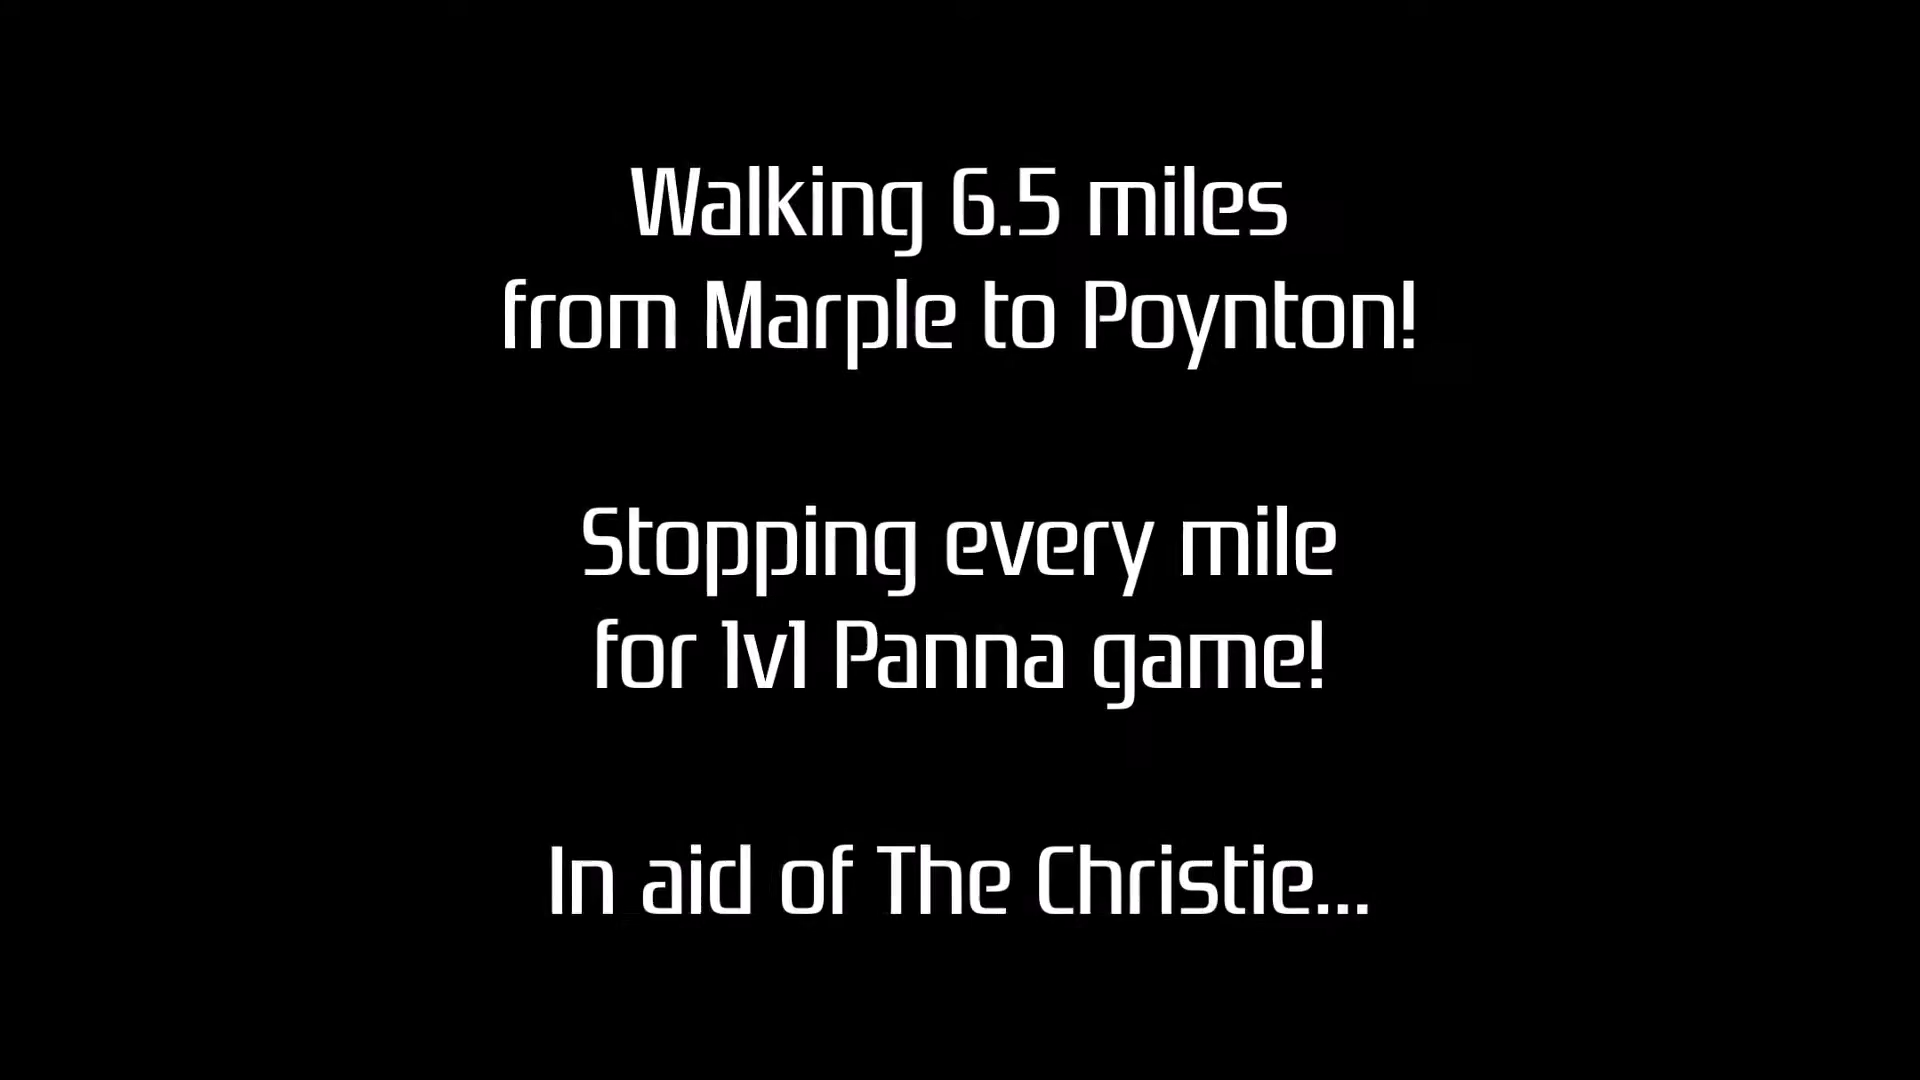 Walking 6.5 miles
from Marple to Poynton!
Stopping every mile
for 1v1 Panna game!
In aid of The Christie...